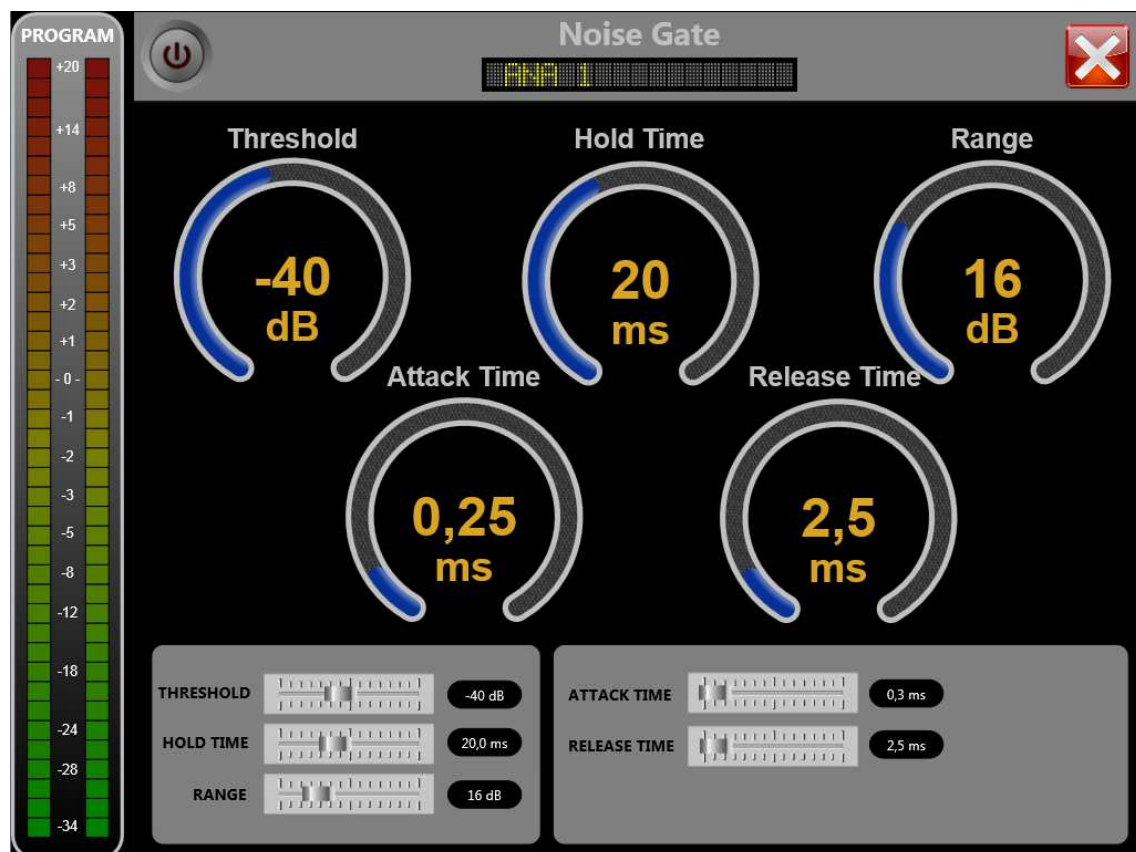 PROGRAM
+20
+14
+8
+5
+3
+2
+1
- 0 -
-1
-2
-3
-5
-8
-12
-18
-24
-28
-34
Noise Gate
ANA 1
Threshold
Hold Time
Range
-40
dB
20
ms
16
dB
Attack Time
Release Time
0,25
ms
2,5
ms
THRESHOLD
-40 dB
HOLD TIME
20,0 ms
RANGE
16 dB
ATTACK TIME
0,3 ms
RELEASE TIME
2,5 ms